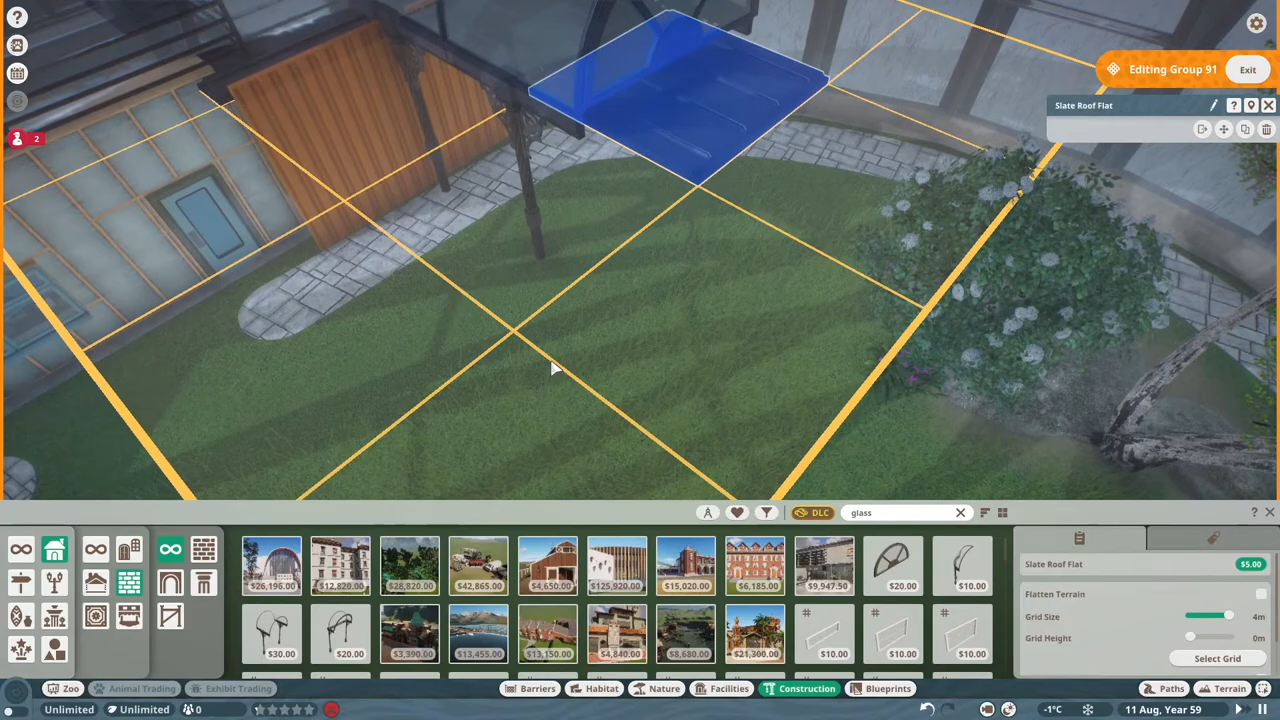 ?
Editing Group 91
Exit
Slate Roof Flat
?
2
DLC
glass
?
$26,196.00
$12,820.00
$28,820.00
$42,865.00
$4,650.00
$125,920.00
$15,020.00
$6,185.00
$9,947.50
$20.00
$10.00
$30.00
$20.00
$3,390.00
$13,455.00
$13,150.00
$4,840.00
$8,680.00
$21,300.00
$10.00
$10.00
$10.00
Slate Roof Flat
$5.00
Flatten Terrain
Grid Size
4m
Grid Height
0m
Select Grid
Zoo
Animal Trading
Exhibit Trading
Barriers
Habitat
Nature
Facilities
Construction
Blueprints
Paths
Terrain
Unlimited
Unlimited
0
-1°C
11 Aug, Year 59